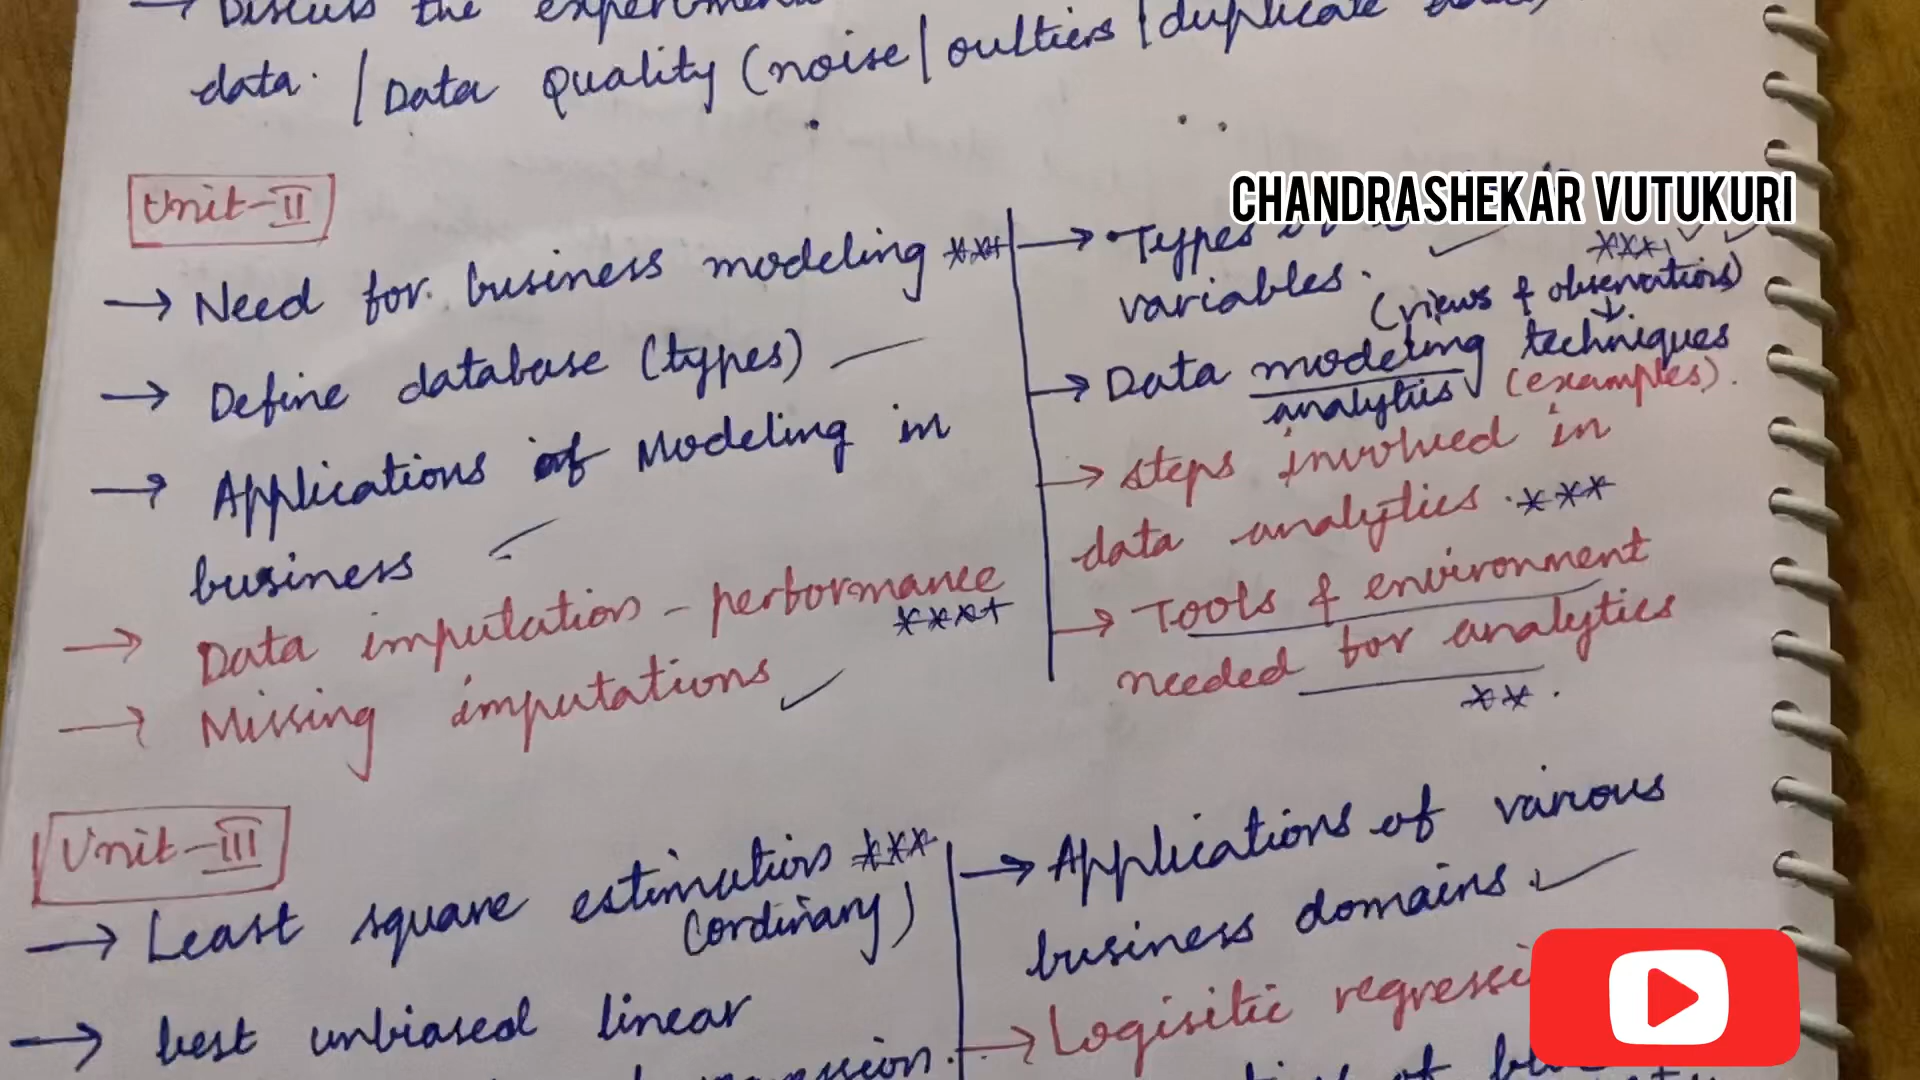 Discuss the
data. / Data Quality (noise / oultiers / duplicate
CHANDRASHEKAR VUTUKURI
Unit-II
→ Need for business modeling ***
→ Define database (types)
→ Applications of Modeling in
business
→ Data imputation - performance
****
→ Missing imputations
→ Types
variables.
***
(views & observations)
→ Data modeling techniques
analytics (examples).
→ steps involved in
data analytics. ***
→ Tools & environment
needed for analytics
**.
Unit-III
→ Least square estimation ***
(ordinary)
→ best unbiased linear
→ Applications of various
business domains.
→ Logisitic
of